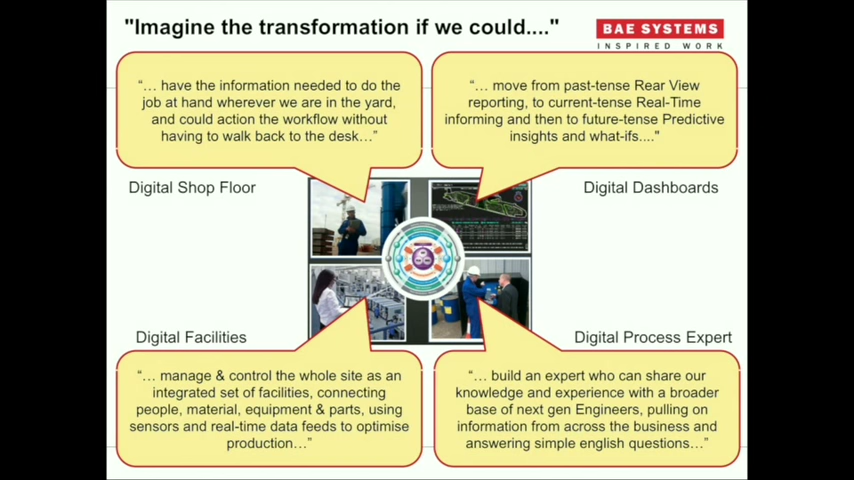 "Imagine the transformation if we could...."
BAE SYSTEMS
INSPIRED WORK
“… have the information needed to do the
job at hand wherever we are in the yard,
and could action the workflow without
having to walk back to the desk…”
“… move from past-tense Rear View
reporting, to current-tense Real-Time
informing and then to future-tense Predictive
insights and what-ifs...."
Digital Shop Floor
Digital Dashboards
Digital Facilities
Digital Process Expert
“… manage & control the whole site as an
integrated set of facilities, connecting
people, material, equipment & parts, using
sensors and real-time data feeds to optimise
production…”
“… build an expert who can share our
knowledge and experience with a broader
base of next gen Engineers, pulling on
information from across the business and
answering simple english questions…”